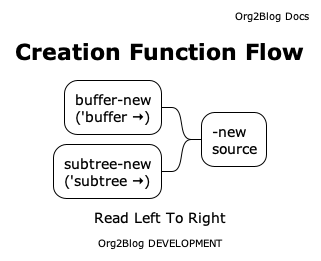 Org2Blog Docs
Creation Function Flow
buffer-new
('buffer →)
-new
source
subtree-new
('subtree →)
Read Left To Right
Org2Blog DEVELOPMENT